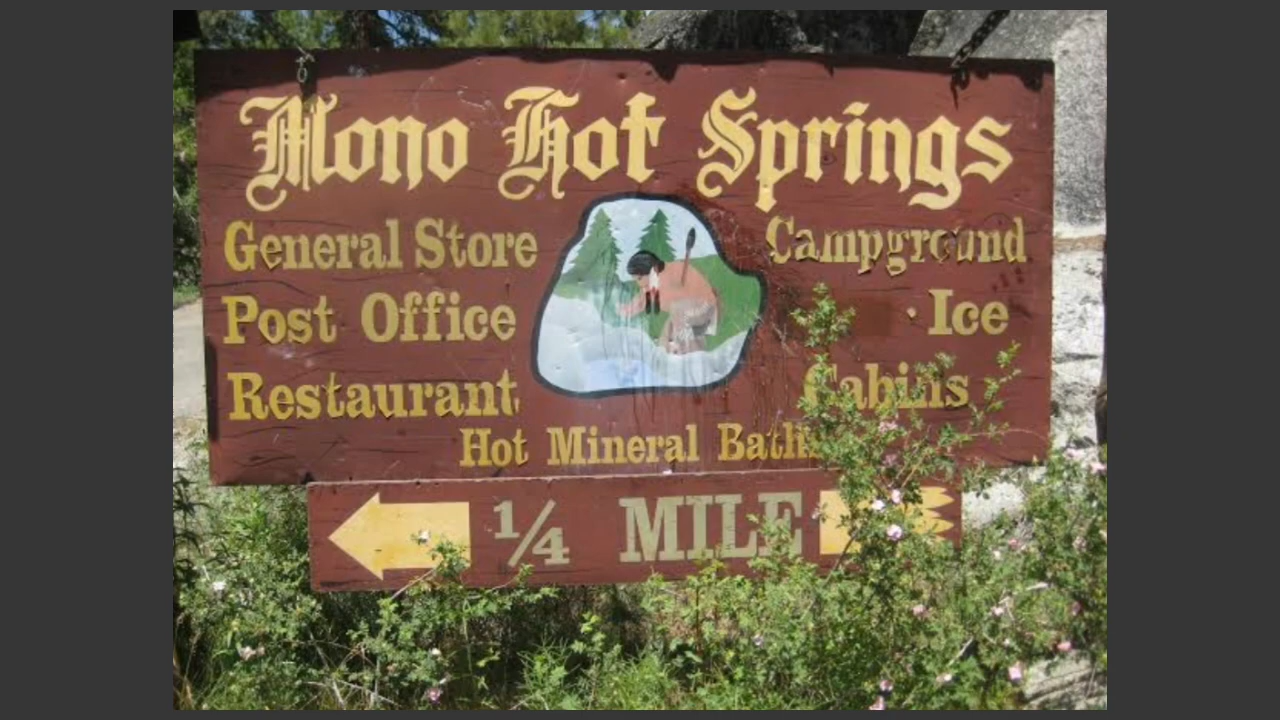 Mono Hot Springs
General Store
Campground
Post Office
Ice
Restaurant
Cabins
Hot Mineral Baths
1/4 MILE